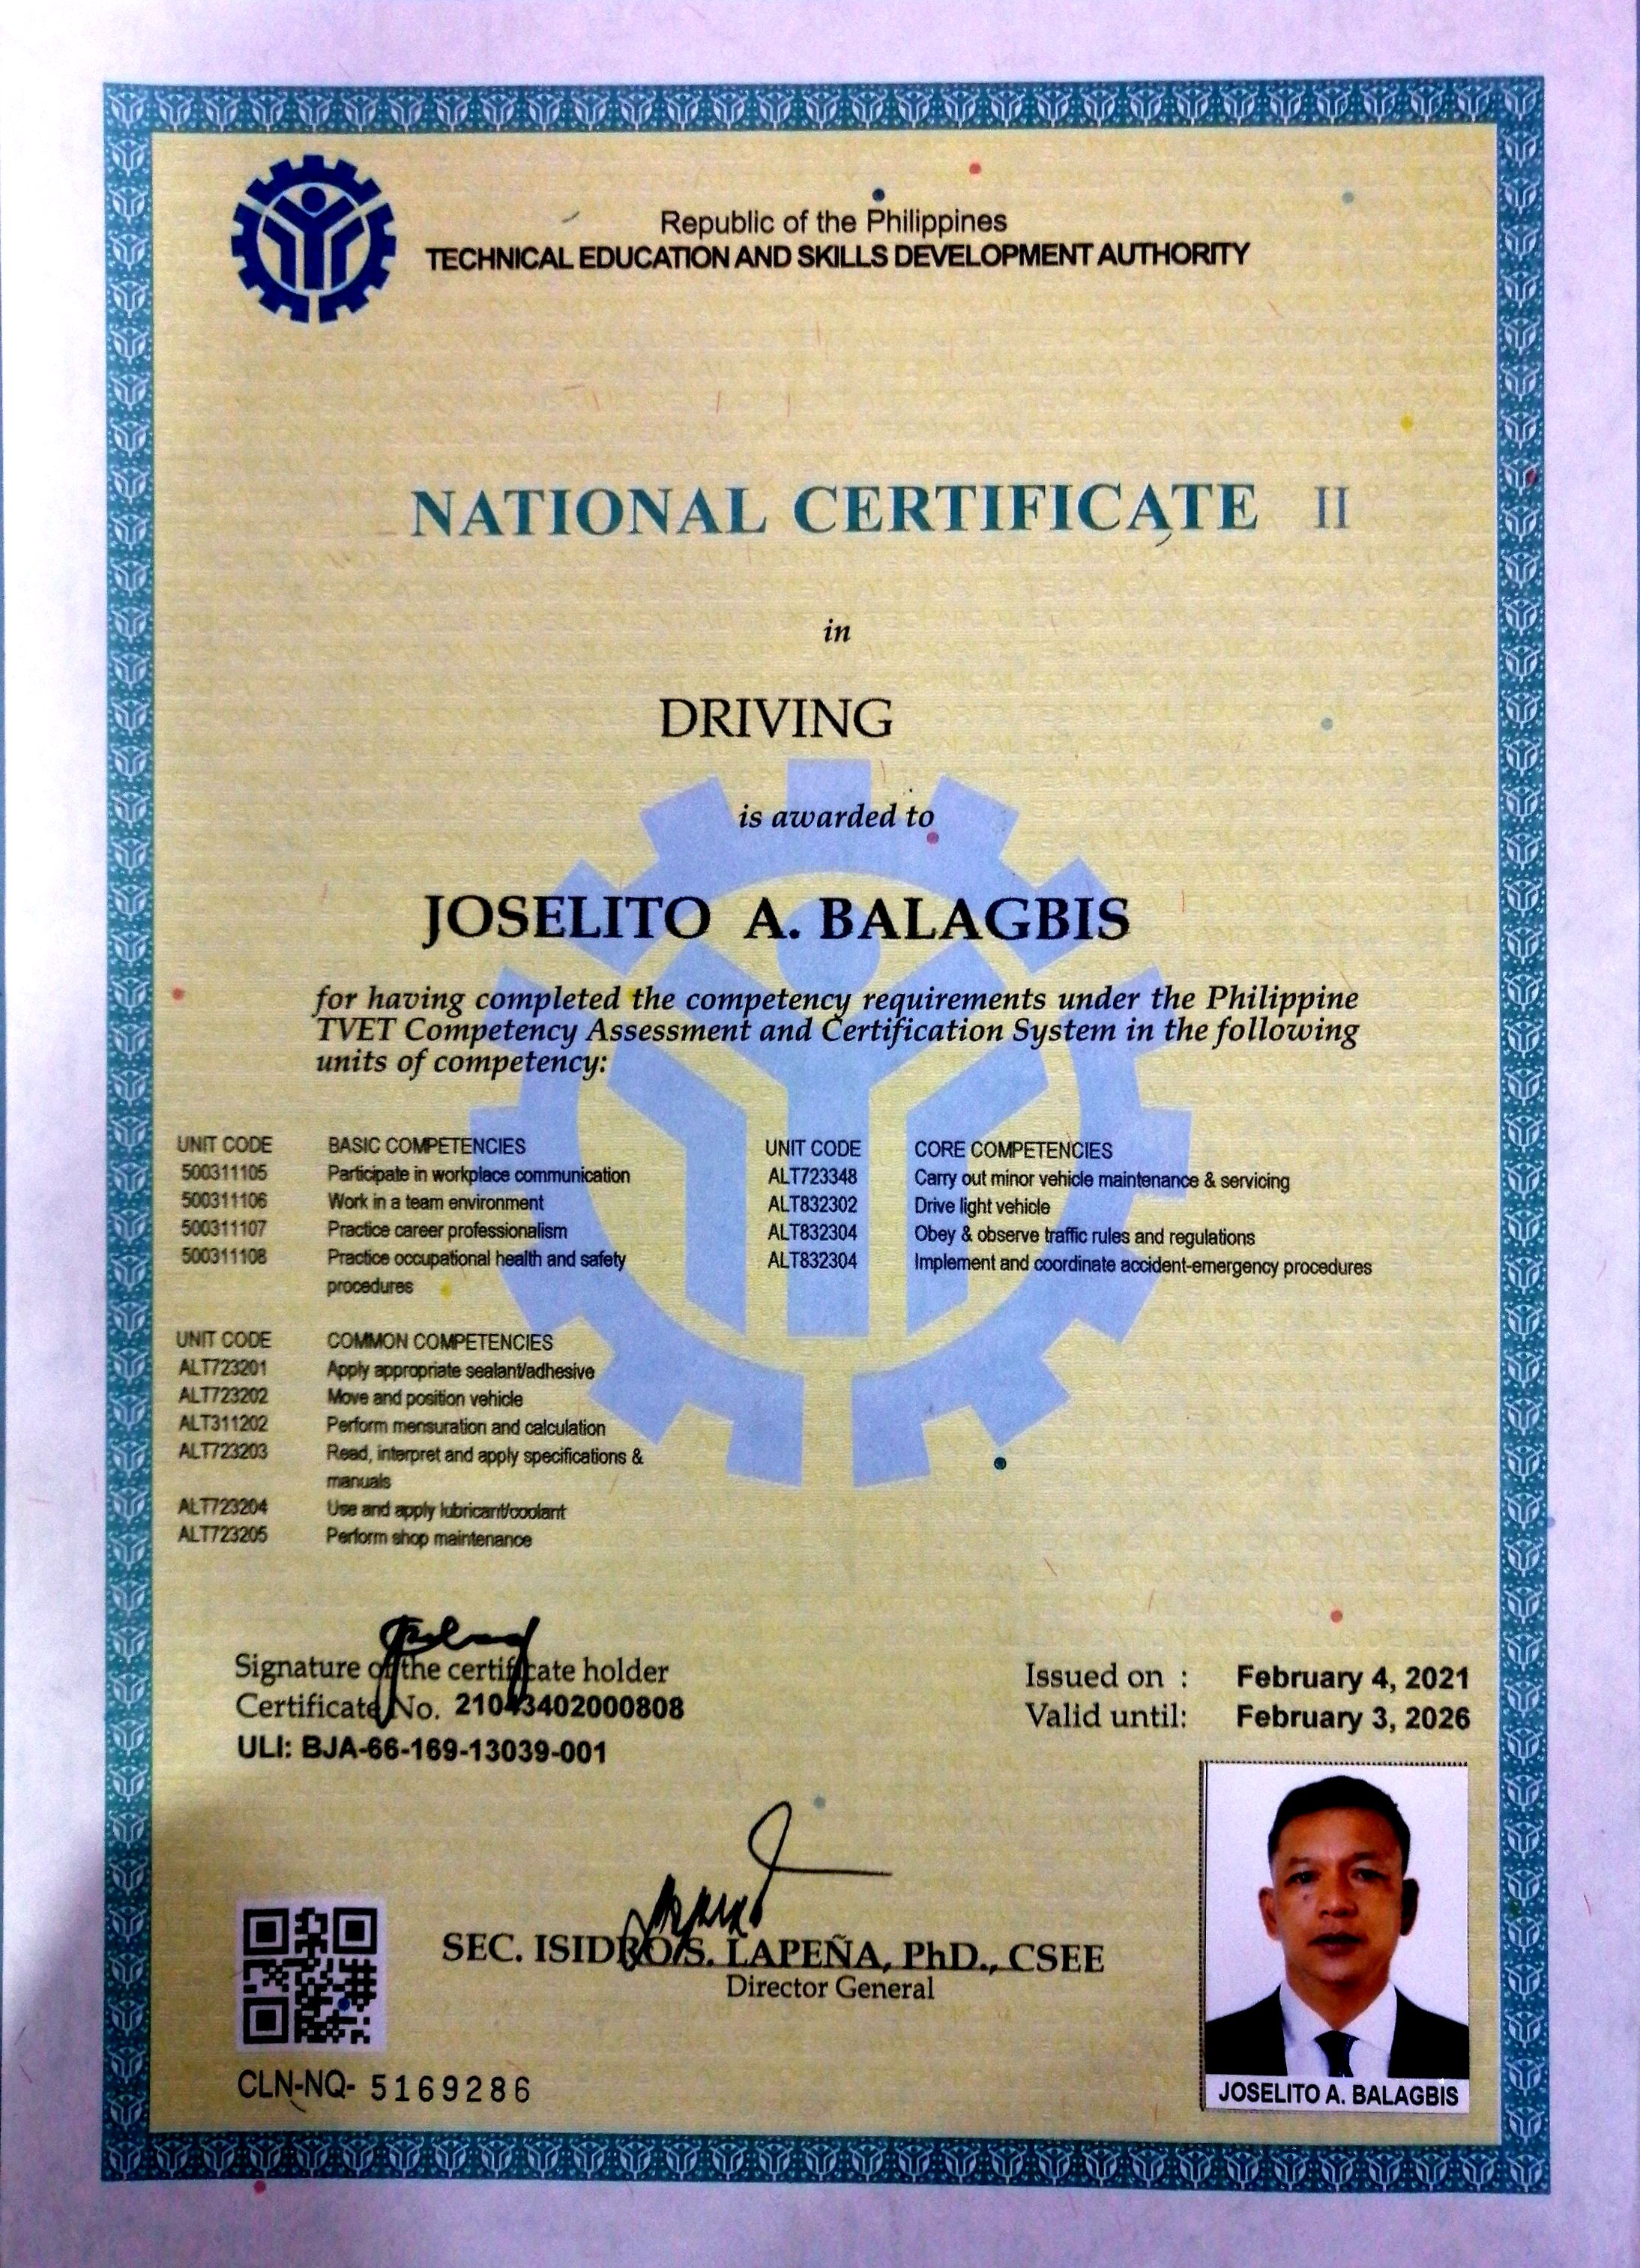 Republic of the Philippines
TECHNICAL EDUCATION AND SKILLS DEVELOPMENT AUTHORITY
NATIONAL CERTIFICATE II
in
DRIVING
is awarded to
JOSELITO A. BALAGBIS
for having completed the competency requirements under the Philippine
TVET Competency Assessment and Certification System in the following
units of competency:
UNIT CODE BASIC COMPETENCIES
500311105 Participate in workplace communication
500311106 Work in a team environment
500311107 Practice career professionalism
500311108 Practice occupational health and safety
procedures
UNIT CODE COMMON COMPETENCIES
ALT723201 Apply appropriate sealant/adhesive
ALT723202 Move and position vehicle
ALT311202 Perform mensuration and calculation
ALT723203 Read, interpret and apply specifications &
manuals
ALT723204 Use and apply lubricant/coolant
ALT723205 Perform shop maintenance
UNIT CODE CORE COMPETENCIES
ALT723348 Carry out minor vehicle maintenance & servicing
ALT832302 Drive light vehicle
ALT832304 Obey & observe traffic rules and regulations
ALT832304 Implement and coordinate accident-emergency procedures
Signature of the certificate holder
Certificate No. 21043402000808
ULI: BJA-66-169-13039-001
Issued on : February 4, 2021
Valid until: February 3, 2026
SEC. ISIDRO S. LAPEÑA, PhD., CSEE
Director General
CLN-NQ- 5169286
JOSELITO A. BALAGBIS